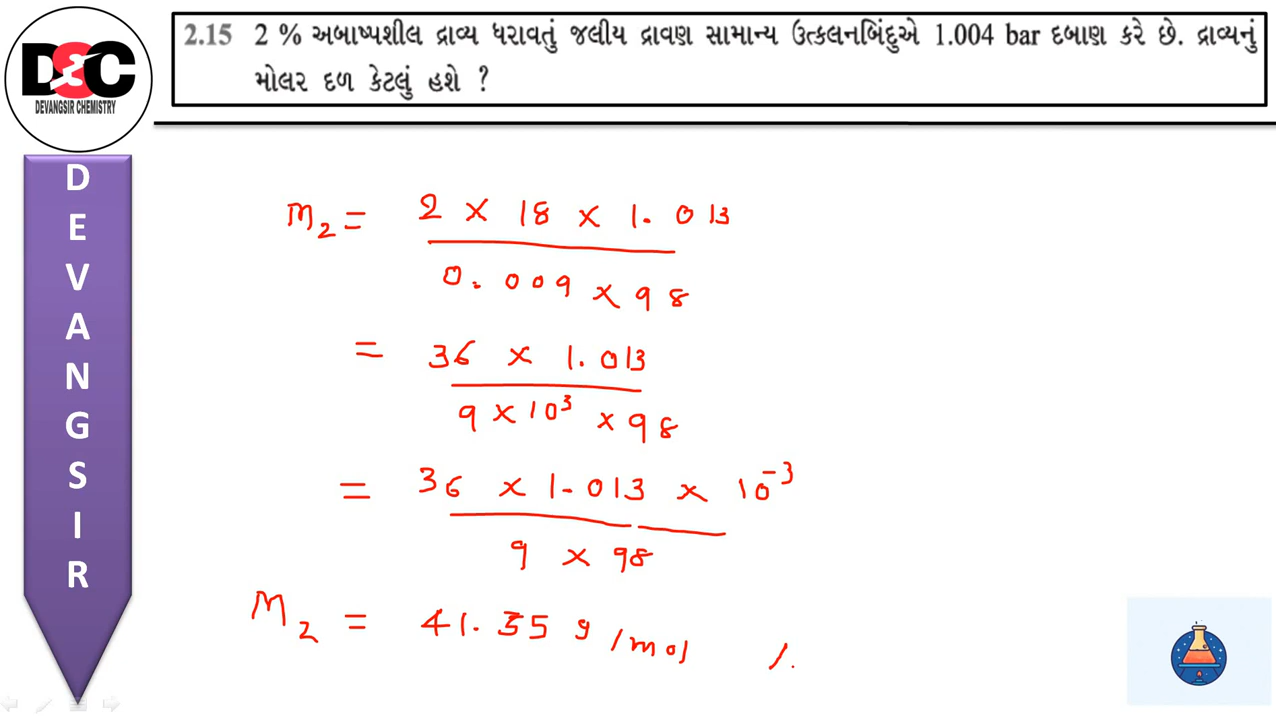 DEC
DEVANGSIR CHEMISTRY
2.15 2 % અબાષ્પશીલ દ્રાવ્ય ધરાવતું જલીય દ્રાવણ સામાન્ય ઉત્કલનબિંદુએ 1.004 bar દબાણ કરે છે. દ્રાવ્યનું
મોલર દળ કેટલું હશે ?
DEVANGSIR
M₂ = 2 × 18 × 1.013
0.009 × 98
= 36 × 1.013
9 × 10³ × 98
= 36 × 1.013 × 10⁻³
9 × 98
M₂ = 41.35 g/mol